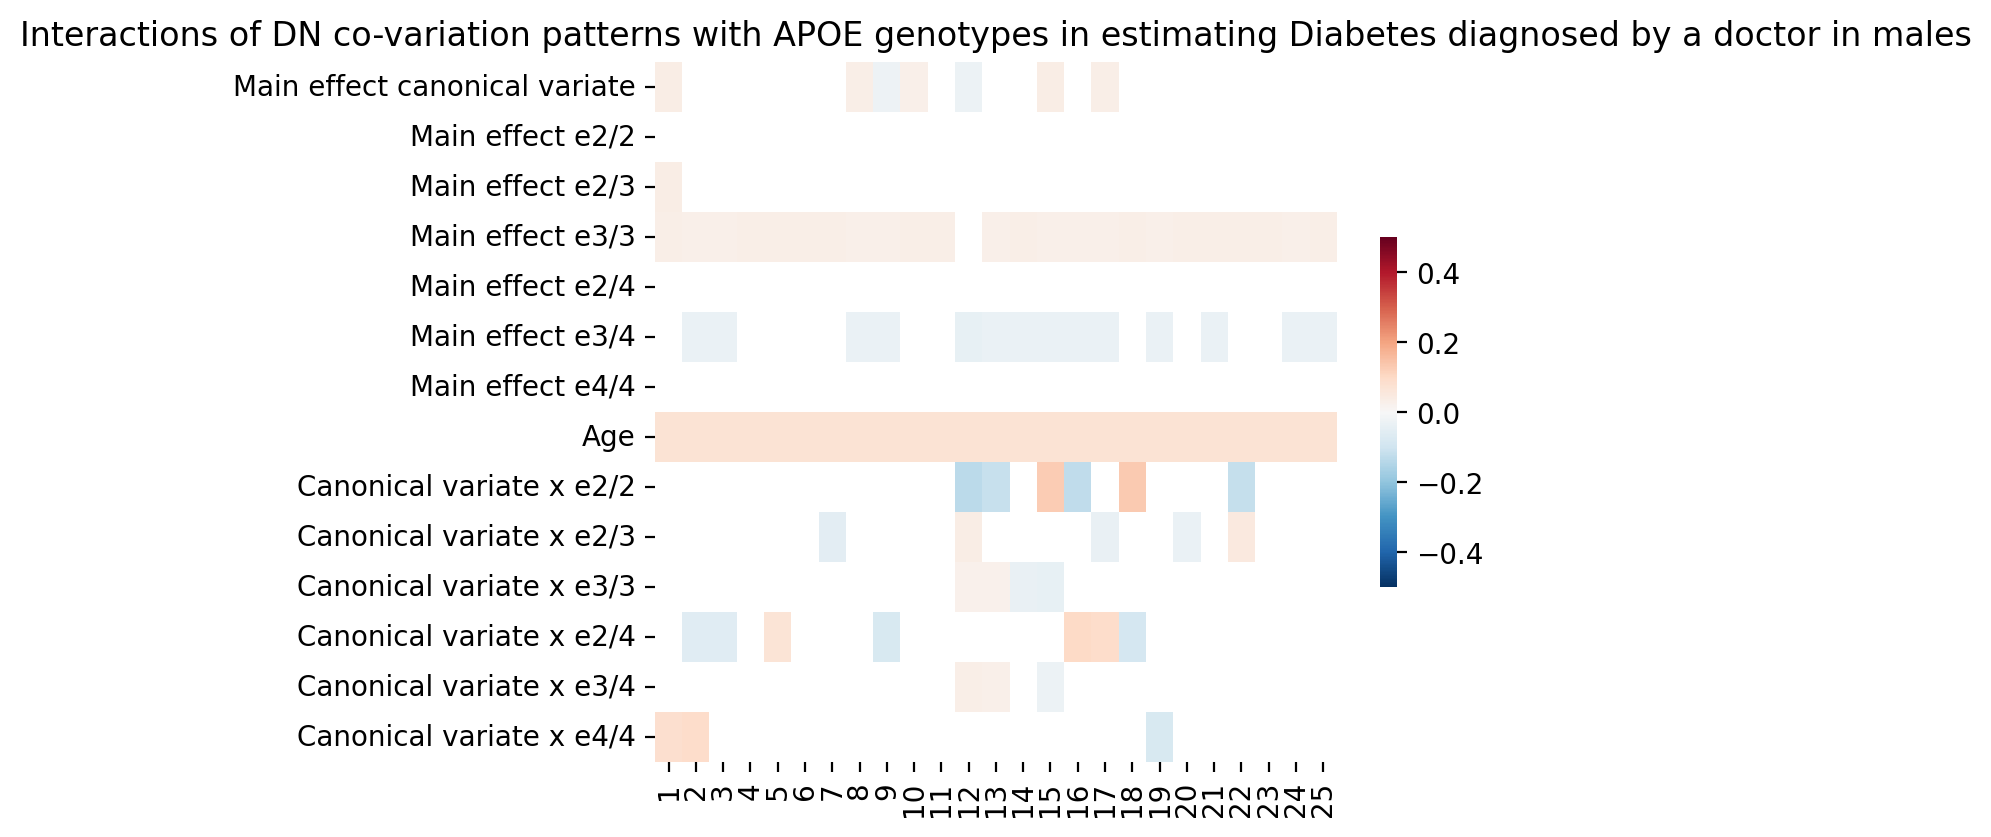 Interactions of DN co-variation patterns with APOE genotypes in estimating Diabetes diagnosed by a doctor in males
Main effect canonical variate
Main effect e2/2
Main effect e2/3
Main effect e3/3
Main effect e2/4
Main effect e3/4
Main effect e4/4
Age
Canonical variate x e2/2
Canonical variate x e2/3
Canonical variate x e3/3
Canonical variate x e2/4
Canonical variate x e3/4
Canonical variate x e4/4
1 2 3 4 5 6 7 8 9 10 11 12 13 14 15 16 17 18 19 20 21 22 23 24 25
0.4
0.2
0.0
−0.2
−0.4